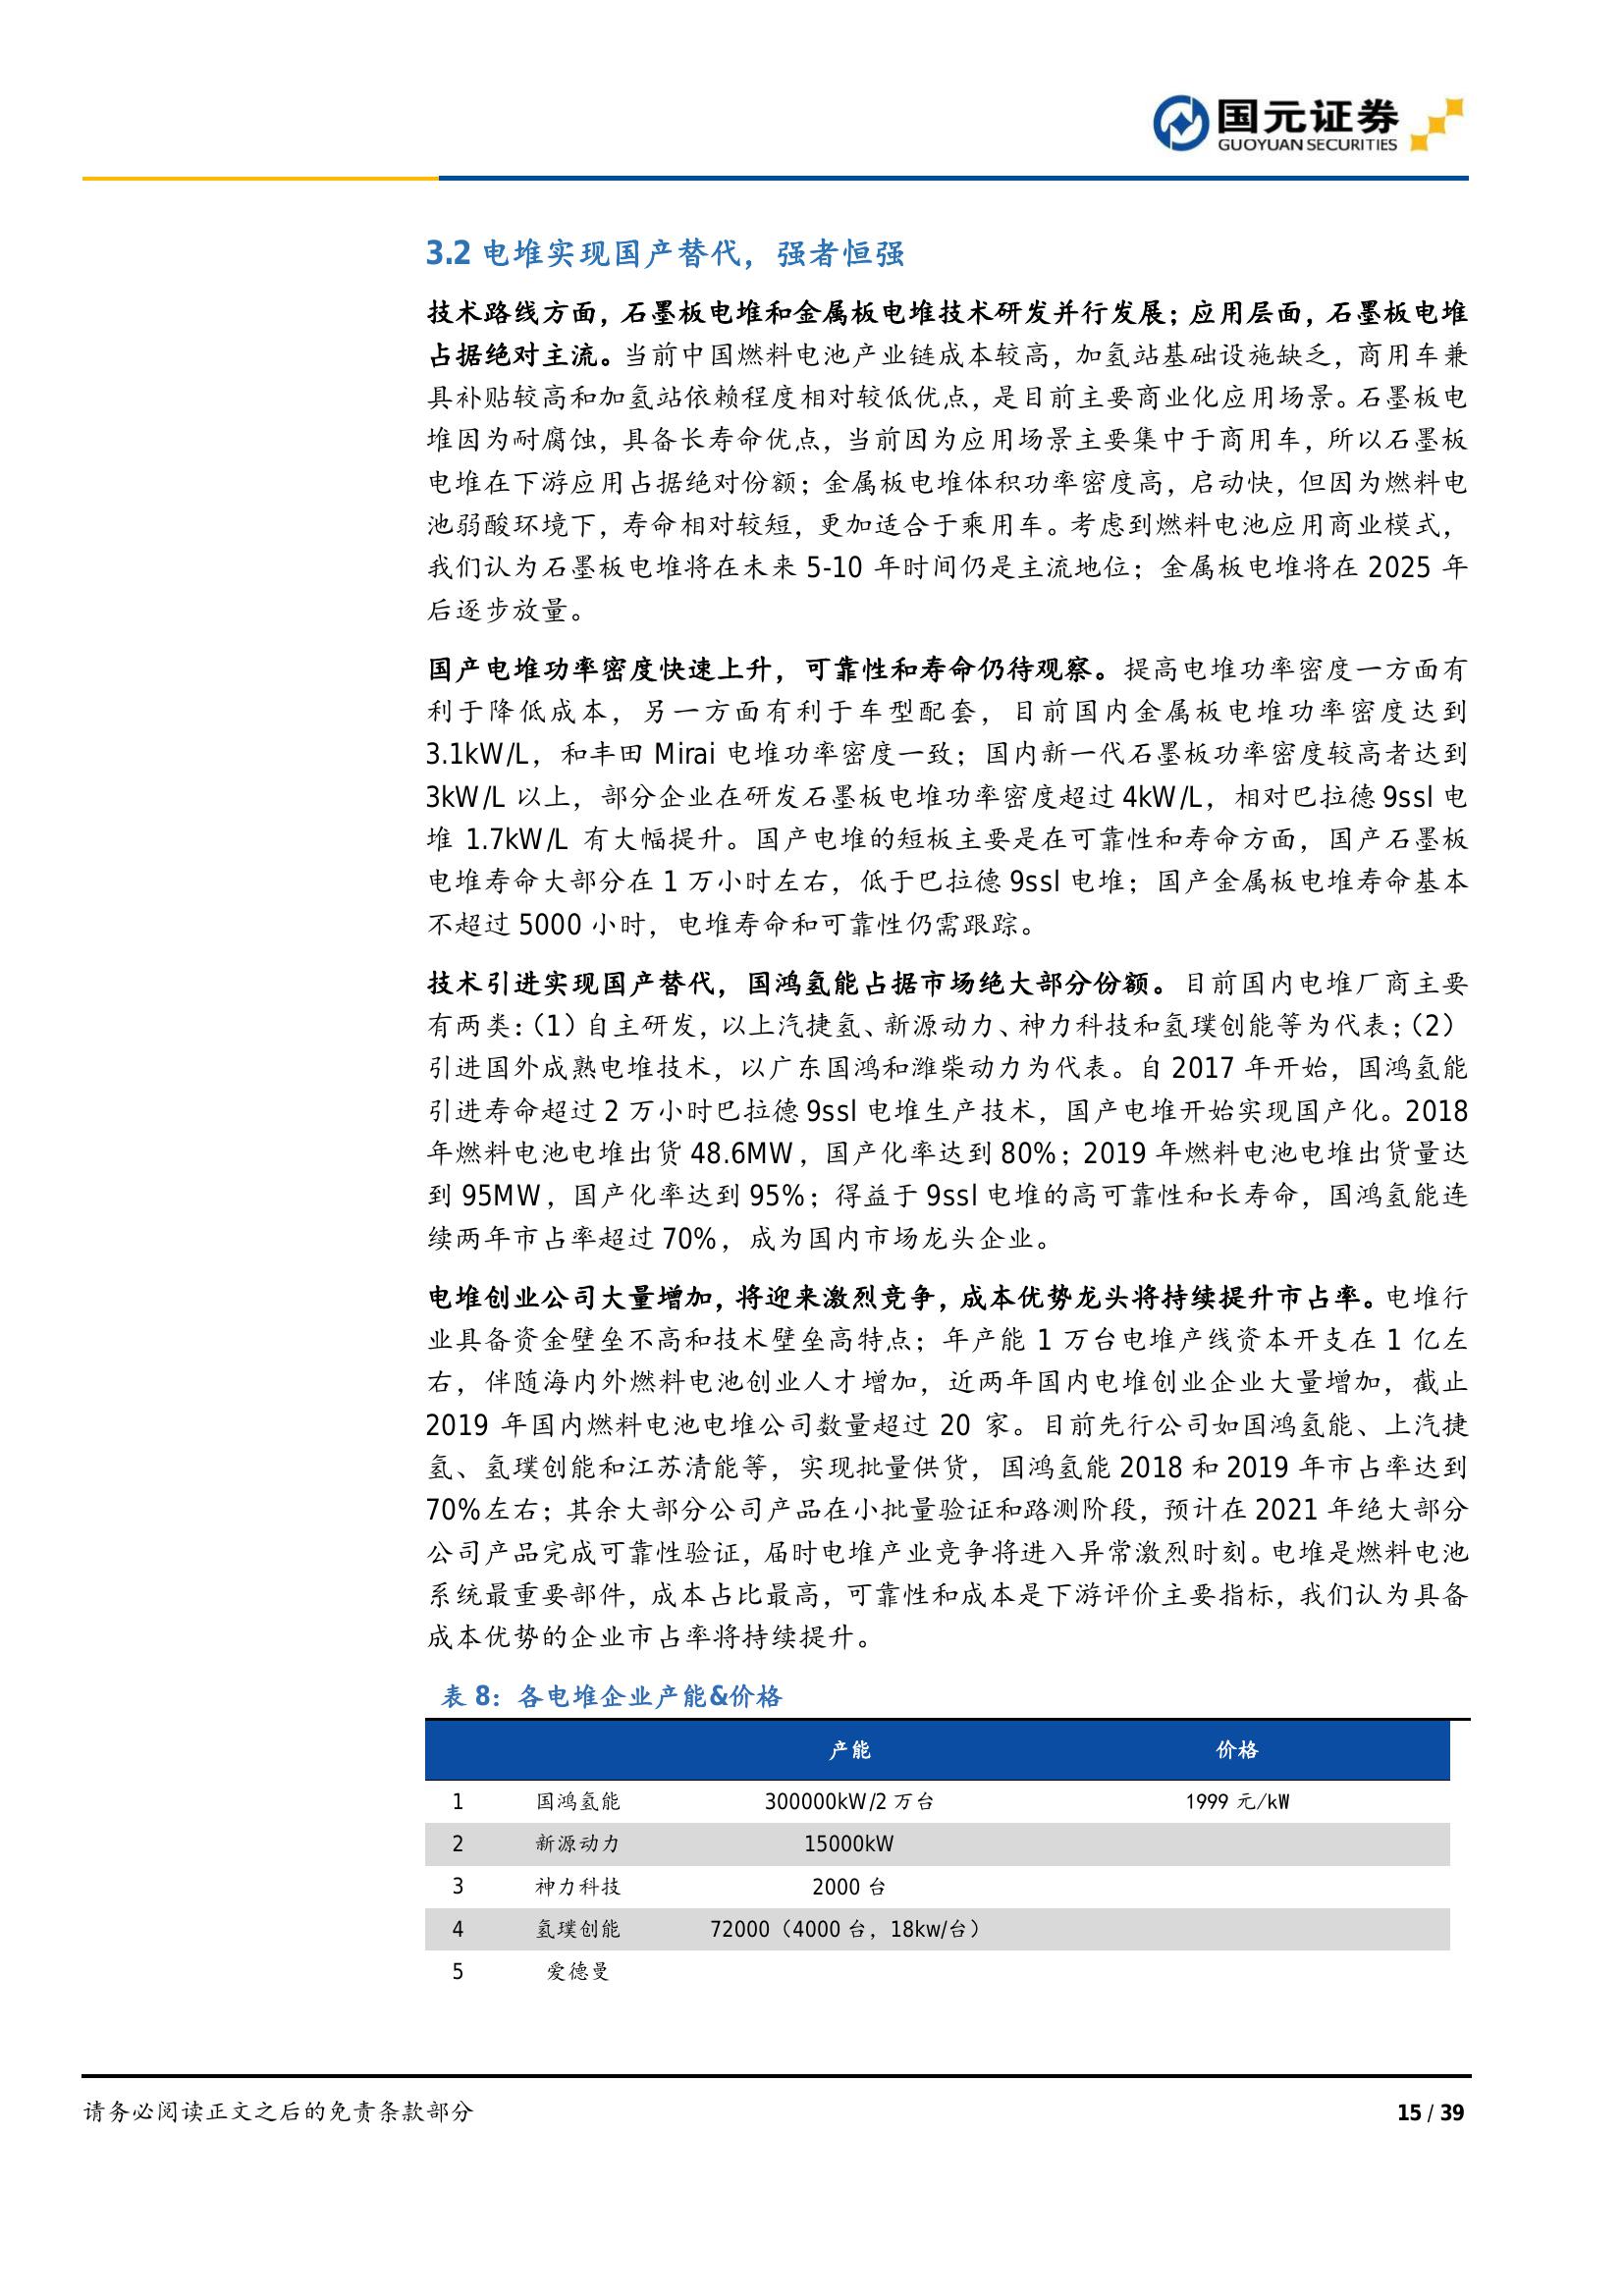 国元证券
GUOYUAN SECURITIES
3.2 电堆实现国产替代，强者恒强
技术路线方面，石墨板电堆和金属板电堆技术研发并行发展；应用层面，石墨板电堆
占据绝对主流。当前中国燃料电池产业链成本较高，加氢站基础设施缺乏，商用车兼
具补贴较高和加氢站依赖程度相对较低优点，是目前主要商业化应用场景。石墨板电
堆因为耐腐蚀，具备长寿命优点，当前因为应用场景主要集中于商用车，所以石墨板
电堆在下游应用占据绝对份额；金属板电堆体积功率密度高，启动快，但因为燃料电
池弱酸环境下，寿命相对较短，更加适合于乘用车。考虑到燃料电池应用商业模式，
我们认为石墨板电堆将在未来 5-10 年时间仍是主流地位；金属板电堆将在 2025 年
后逐步放量。
国产电堆功率密度快速上升，可靠性和寿命仍待观察。提高电堆功率密度一方面有
利于降低成本，另一方面有利于车型配套，目前国内金属板电堆功率密度达到
3.1kW/L，和丰田 Mirai 电堆功率密度一致；国内新一代石墨板功率密度较高者达到
3kW/L 以上，部分企业在研发石墨板电堆功率密度超过 4kW/L，相对巴拉德 9ssl 电
堆 1.7kW/L 有大幅提升。国产电堆的短板主要是在可靠性和寿命方面，国产石墨板
电堆寿命大部分在 1 万小时左右，低于巴拉德 9ssl 电堆；国产金属板电堆寿命基本
不超过 5000 小时，电堆寿命和可靠性仍需跟踪。
技术引进实现国产替代，国鸿氢能占据市场绝大部分份额。目前国内电堆厂商主要
有两类：（1）自主研发，以上汽捷氢、新源动力、神力科技和氢璞创能等为代表；（2）
引进国外成熟电堆技术，以广东国鸿和潍柴动力为代表。自 2017 年开始，国鸿氢能
引进寿命超过 2 万小时巴拉德 9ssl 电堆生产技术，国产电堆开始实现国产化。2018
年燃料电池电堆出货 48.6MW，国产化率达到 80%；2019 年燃料电池电堆出货量达
到 95MW，国产化率达到 95%；得益于 9ssl 电堆的高可靠性和长寿命，国鸿氢能连
续两年市占率超过 70%，成为国内市场龙头企业。
电堆创业公司大量增加，将迎来激烈竞争，成本优势龙头将持续提升市占率。电堆行
业具备资金壁垒不高和技术壁垒高特点；年产能 1 万台电堆产线资本开支在 1 亿左
右，伴随海内外燃料电池创业人才增加，近两年国内电堆创业企业大量增加，截止
2019 年国内燃料电池电堆公司数量超过 20 家。目前先行公司如国鸿氢能、上汽捷
氢、氢璞创能和江苏清能等，实现批量供货，国鸿氢能 2018 和 2019 年市占率达到
70%左右；其余大部分公司产品在小批量验证和路测阶段，预计在 2021 年绝大部分
公司产品完成可靠性验证，届时电堆产业竞争将进入异常激烈时刻。电堆是燃料电池
系统最重要部件，成本占比最高，可靠性和成本是下游评价主要指标，我们认为具备
成本优势的企业市占率将持续提升。
表 8：各电堆企业产能&价格
产能 价格
1 国鸿氢能 300000kW/2 万台 1999 元/kW
2 新源动力 15000kW
3 神力科技 2000 台
4 氢璞创能 72000（4000 台，18kw/台）
5 爱德曼
请务必阅读正文之后的免责条款部分 15 / 39